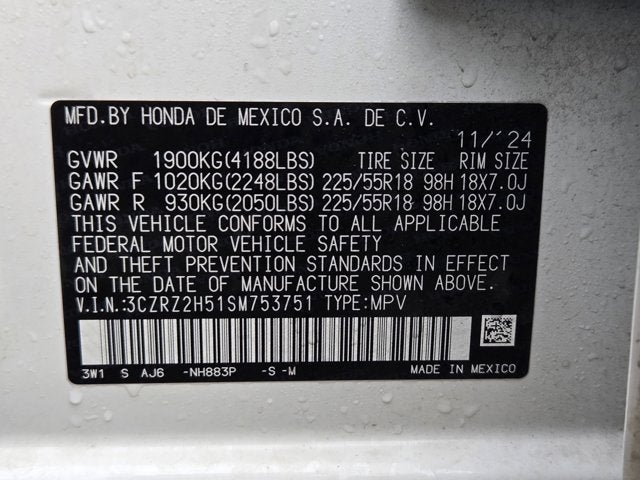 MFD.BY HONDA DE MEXICO S.A. DE C.V.
11/'24
GVWR 1900KG(4188LBS) TIRE SIZE RIM SIZE
GAWR F 1020KG(2248LBS) 225/55R18 98H 18X7.0J
GAWR R 930KG(2050LBS) 225/55R18 98H 18X7.0J
THIS VEHICLE CONFORMS TO ALL APPLICABLE
FEDERAL MOTOR VEHICLE SAFETY
AND THEFT PREVENTION STANDARDS IN EFFECT
ON THE DATE OF MANUFACTURE SHOWN ABOVE.
V.I.N:3CZRZ2H51SM753751 TYPE:MPV
3W1 S AJ6 -NH883P -S -M MADE IN MEXICO